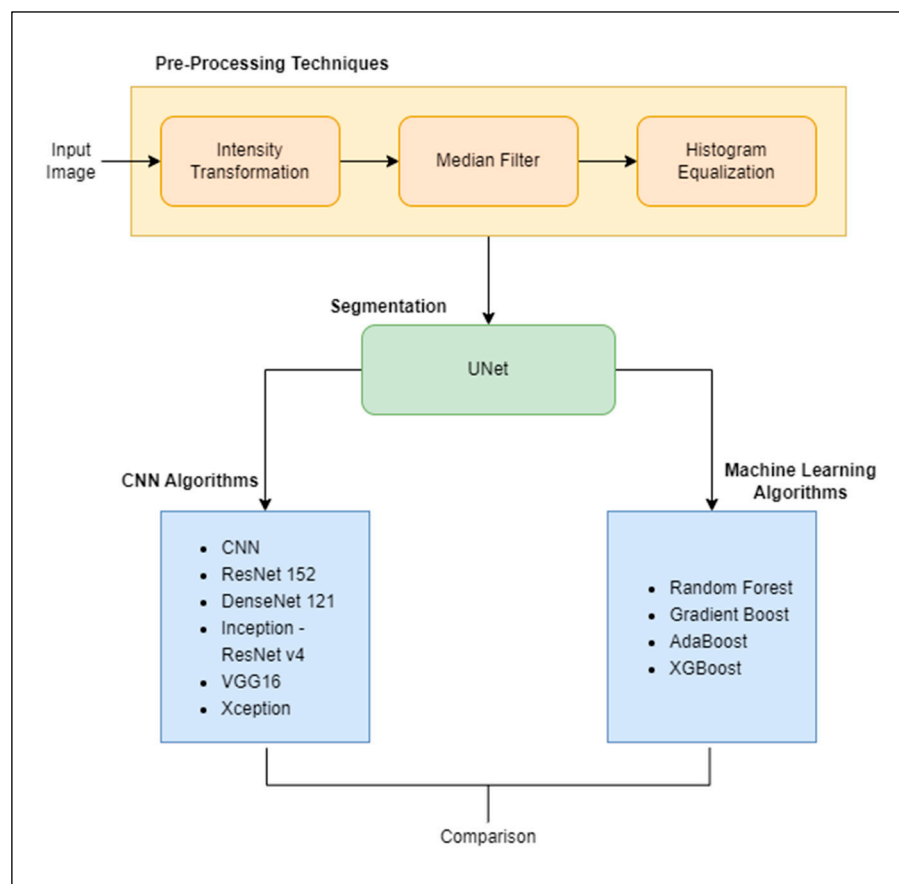 Pre-Processing Techniques
Input
Image
Intensity
Transformation
Median Filter
Histogram
Equalization
Segmentation
UNet
CNN Algorithms
Machine Learning
Algorithms
• CNN
• ResNet 152
• DenseNet 121
• Inception -
ResNet v4
• VGG16
• Xception
• Random Forest
• Gradient Boost
• AdaBoost
• XGBoost
Comparison